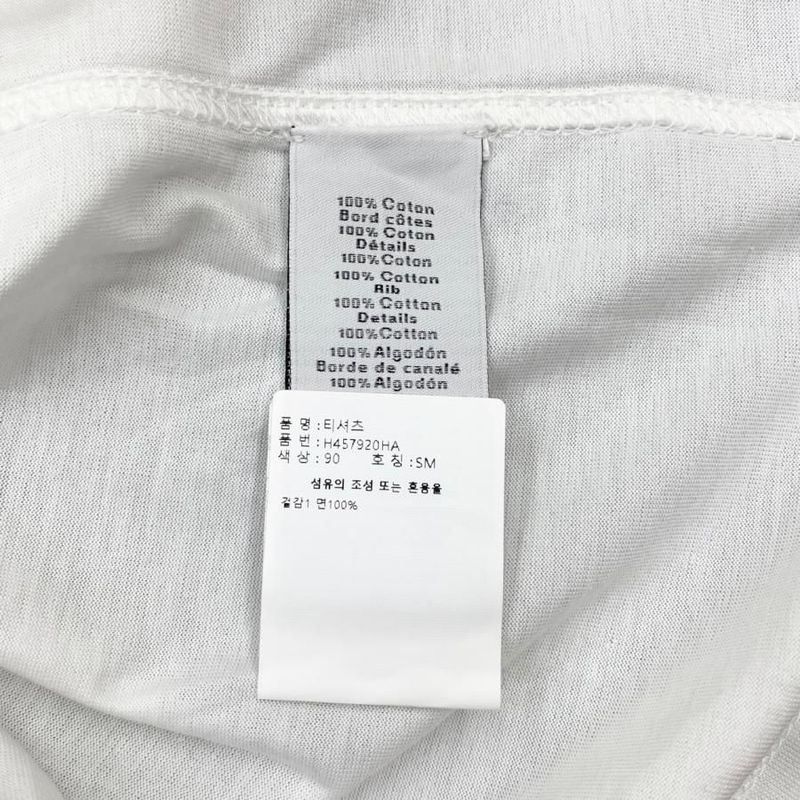 100% Coton
Bord côtes
100% Coton
Détails
100% Coton
100% Cotton
Rib
100% Cotton
Details
100% Cotton
100% Algodón
Borde de canalé
100% Algodón
품 명 : 티셔츠
품 번 : H457920HA
색 상 : 90 호 칭 : SM
섬유의 조성 또는 혼용율
겉감1 면100%